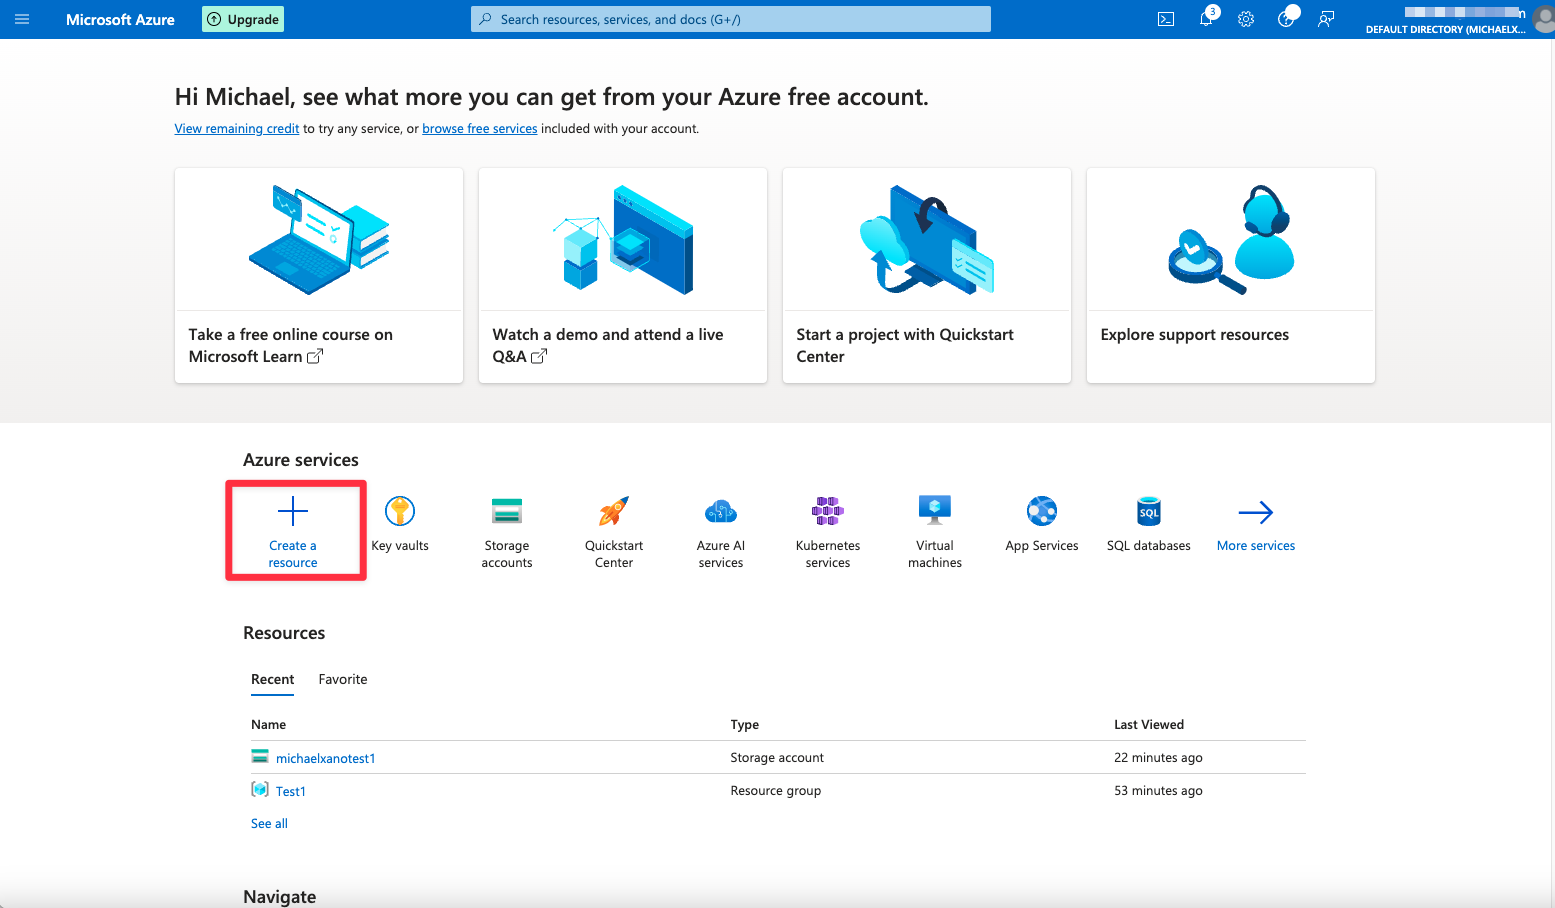 Microsoft Azure
Upgrade
Search resources, services, and docs (G+/)
3
n
DEFAULT DIRECTORY (MICHAELX...
Hi Michael, see what more you can get from your Azure free account.
View remaining credit to try any service, or browse free services included with your account.
Take a free online course on
Microsoft Learn
Watch a demo and attend a live
Q&A
Start a project with Quickstart
Center
Explore support resources
Azure services
Create a
resource
Key vaults
Storage
accounts
Quickstart
Center
Azure AI
services
Kubernetes
services
Virtual
machines
App Services
SQL
SQL databases
More services
Resources
Recent
Favorite
Name
Type
Last Viewed
michaelxanotest1
Storage account
22 minutes ago
Test1
Resource group
53 minutes ago
See all
Navigate